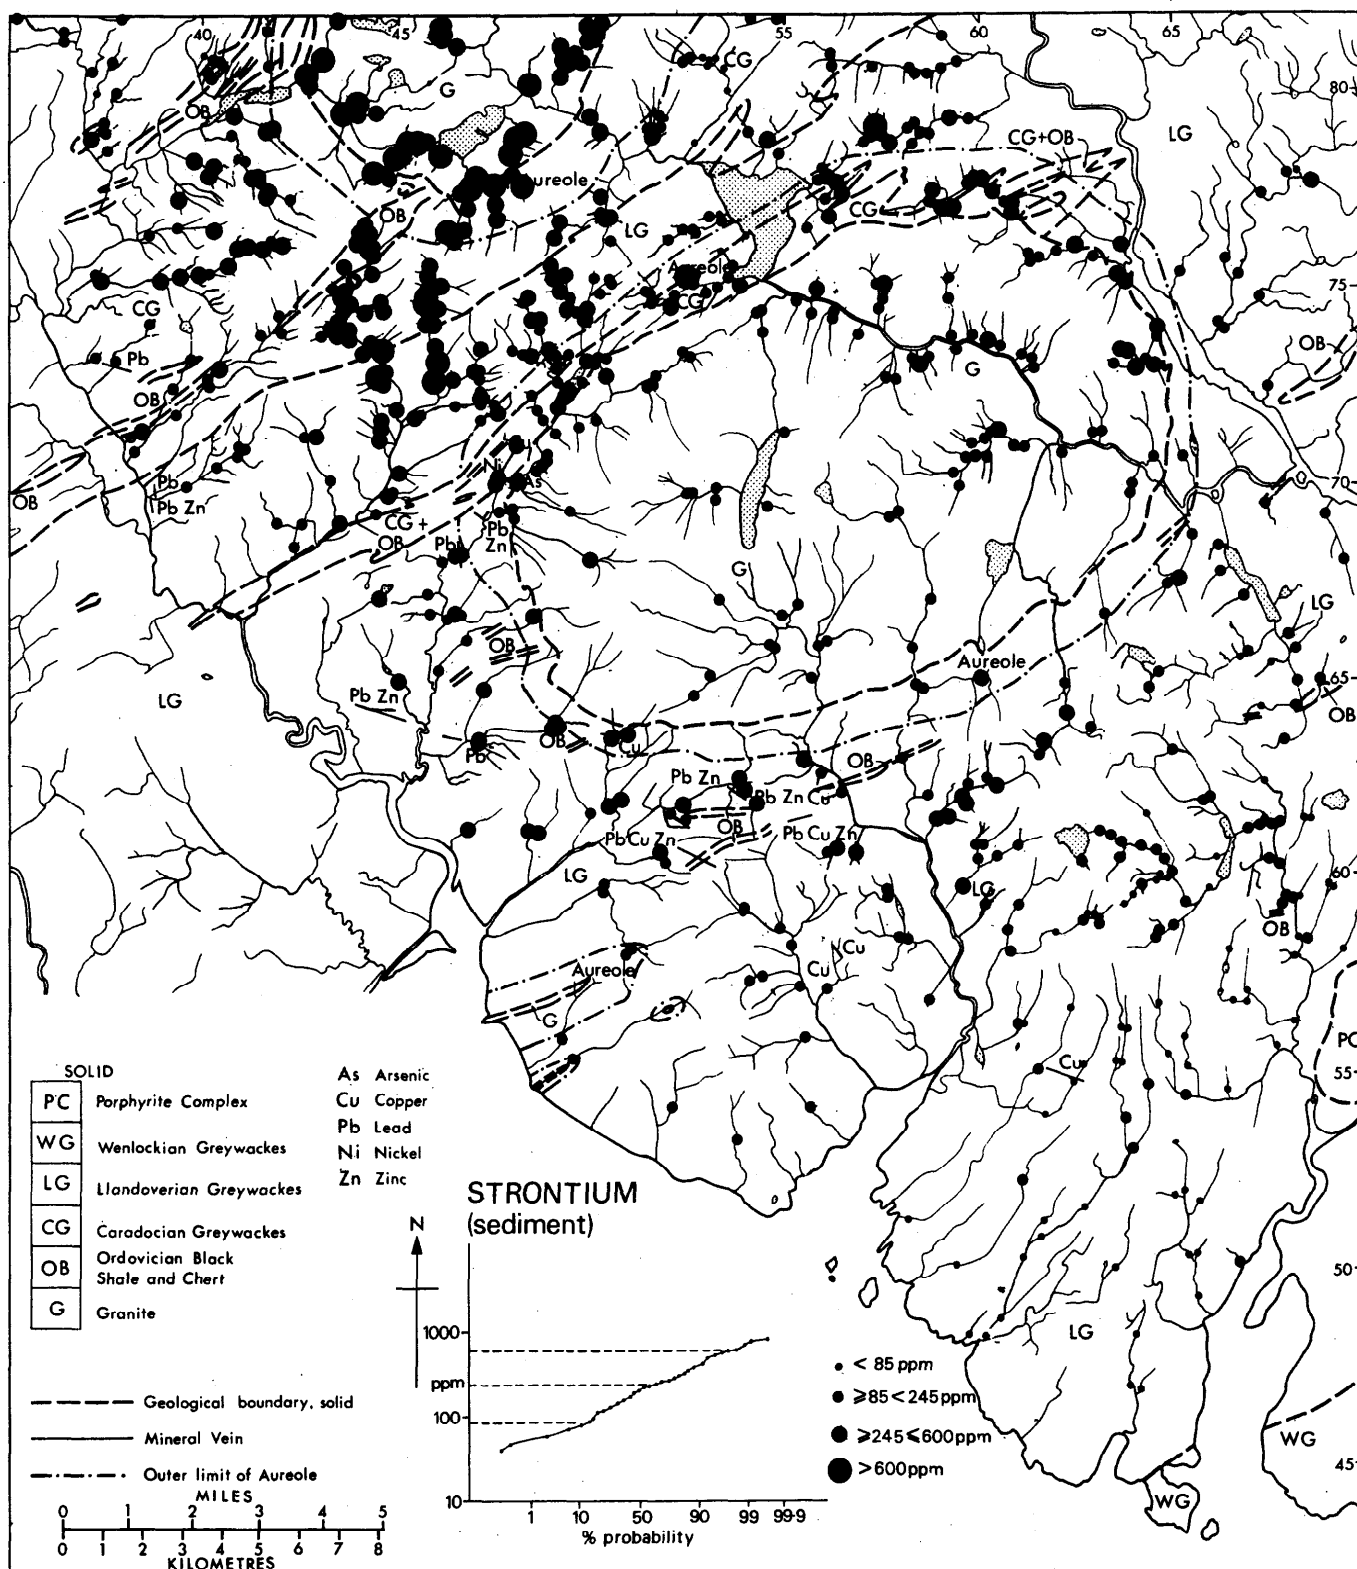 40
45
55
60
65
CG
G
80
OB
LG
CG+OB
Aureole
OB
CG
LG
Aureole
75
CG
CG
Pb
OB
G
OB
Ni
As
OB
Pb
Pb Zn
70
CG +
OB
Pb
Pb
Zn
G
LG
OB
Aureole
65
Pb Zn
LG
OB
OB
Cu
Pb
OB
Pb Zn
Pb Zn Cu
OB
Pb Cu Zn
Pb Cu Zn
LG
LG
60
OB
Cu
Aureole
Cu
G
PC
Cu
55
SOLID
PC Porphyrite Complex
WG Wenlockian Greywackes
LG Llandoverian Greywackes
CG Caradocian Greywackes
OB Ordovician Black
Shale and Chert
G Granite
As Arsenic
Cu Copper
Pb Lead
Ni Nickel
Zn Zinc
STRONTIUM
(sediment)
N
50
LG
1000
ppm
100
10
1 10 50 90 99 99·9
% probability
< 85 ppm
⩾85 < 245 ppm
⩾245 ⩽600 ppm
>600 ppm
WG
45
WG
Geological boundary, solid
Mineral Vein
Outer limit of Aureole
MILES
0 1 2 3 4 5
0 1 2 3 4 5 6 7 8
KILOMETRES